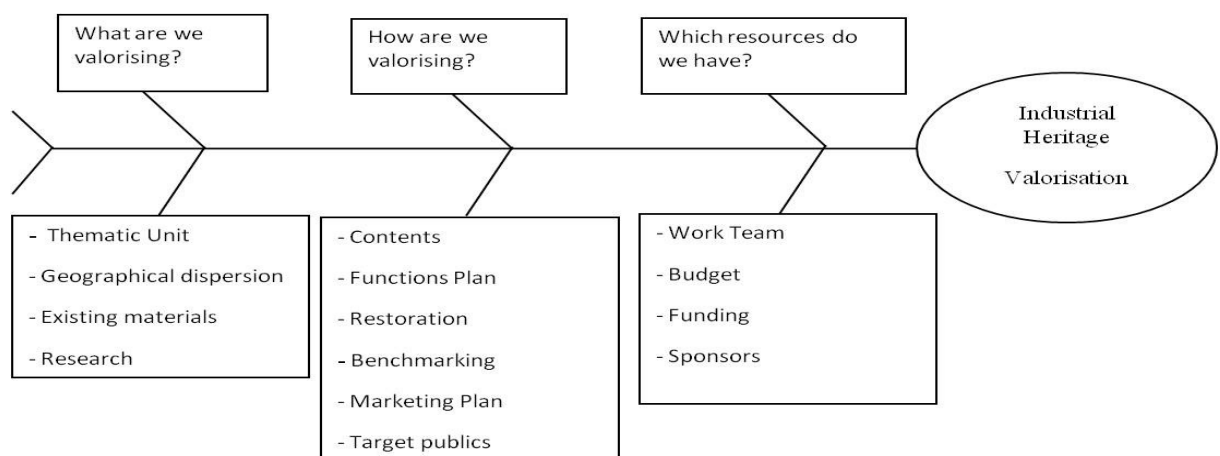 What are we
valorising?
How are we
valorising?
Which resources do
we have?
Industrial
Heritage
Valorisation
- Thematic Unit
- Geographical dispersion
- Existing materials
- Research
- Contents
- Functions Plan
- Restoration
- Benchmarking
- Marketing Plan
- Target publics
- Work Team
- Budget
- Funding
- Sponsors